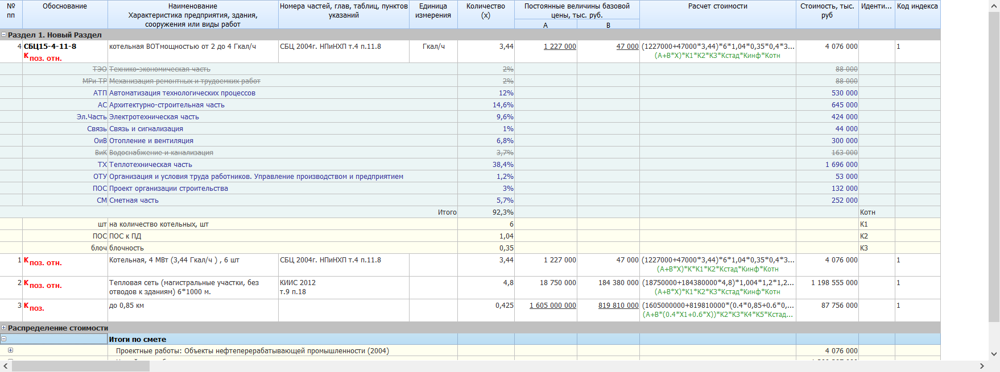 № пп Обоснование Наименование Характеристика предприятия, здания, сооружения или виды работ Номера частей, глав, таблиц, пунктов указаний Единица измерения Количество (x) Постоянные величины базовой цены, тыс. руб. А В Расчет стоимости Стоимость, тыс. руб Иденти... Код индекса
Раздел 1. Новый Раздел
4 СБЦ15-4-11-8 котельная ВОТмощностью от 2 до 4 Гкал/ч СБЦ 2004г. НПиНХП т.4 п.11.8 Гкал/ч 3,44 1 227 000 47 000 (1227000+47000*3,44)*6*1,04*0,35*0,4*3... 4 076 000 1
К поз. отн. (А+В*Х)*К1*К2*К3*Кстад*Кинф*Котн
ТЭО Технико-экономическая часть 2% 88 000
МРи ТР Механизация ремонтных и трудоемких работ 2% 88 000
АТП Автоматизация технологических процессов 12% 530 000
АС Архитектурно-строительная часть 14,6% 645 000
Эл.Часть Электротехническая часть 9,6% 424 000
Связь Связь и сигнализация 1% 44 000
ОиВ Отопление и вентиляция 6,8% 300 000
ВиК Водоснабжение и канализация 3,7% 163 000
ТХ Теплотехническая часть 38,4% 1 696 000
ОТУ Организация и условия труда работников. Управление производством и предприятием 1,2% 53 000
ПОС Проект организации строительства 3% 132 000
СМ Сметная часть 5,7% 252 000
Итого 92,3% Котн
шт на количество котельных, шт 6 К1
ПОС ПОС к ПД 1,04 К2
блоч блочность 0,35 К3
1 К поз. отн. Котельная, 4 МВт (3,44 Гкал/ч ) , 6 шт СБЦ 2004г. НПиНХП т.4 п.11.8 3,44 1 227 000 47 000 (1227000+47000*3,44)*6*1,04*0,35*0,4*3... 4 076 000 1
(А+В*Х)*К*К1*К2*Кстад*Кинф*Котн
2 К поз. отн. Тепловая сеть (магистральные участки, без КИИС 2012 4,8 18 750 000 184 380 000 (18750000+184380000*4,8)*1,004*1,2*1,2... 1 198 555 000 1
отводов к зданиям) 6*1000 м. т.9 п.18 (А+В*Х)*К1*К2*К3*Кстад*Кинф*Котн
3 К поз. до 0,85 км 0,425 1 605 000 000 819 810 000 (1605000000+819810000*(0.4*0,85+0.6*0,... 87 756 000 1
(А+В*(0.4*Х1+0.6*Х))*К2*К3*К4*К5*Кстад...
Распределение стоимости
Итоги по смете
Проектные работы: Объекты нефтеперерабатывающей промышленности (2004) 4 076 000